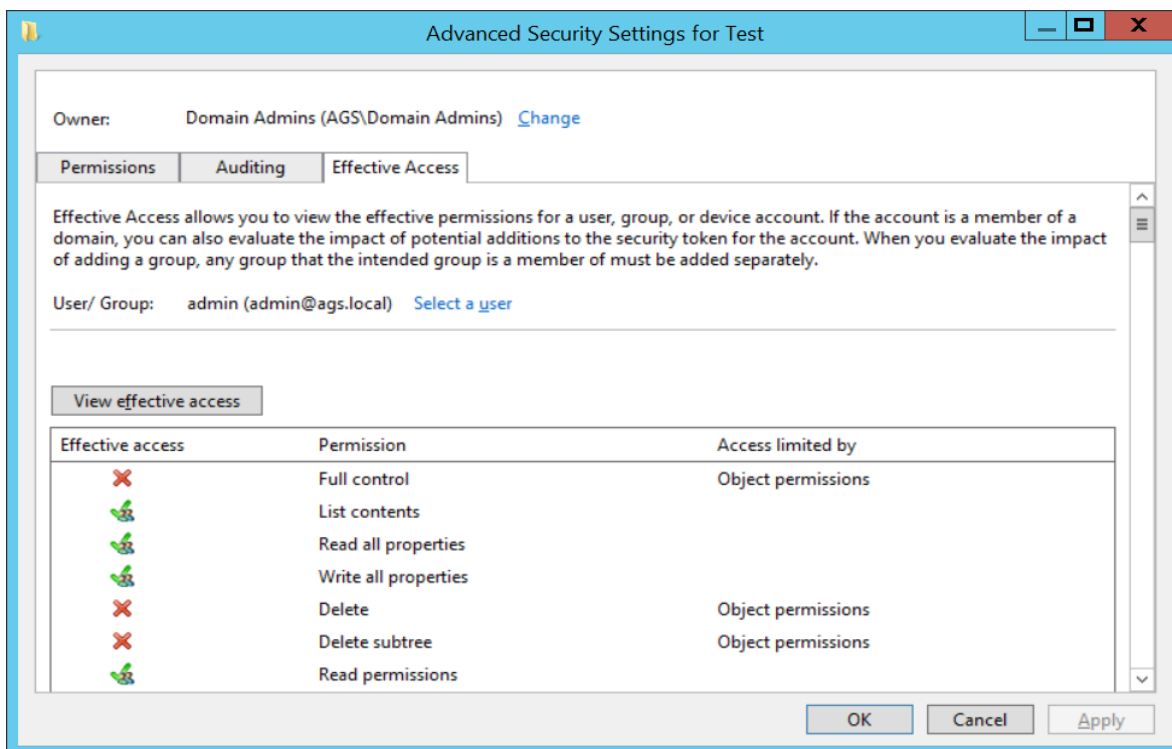 Advanced Security Settings for Test
Owner: Domain Admins (AGS\Domain Admins) Change
Permissions Auditing Effective Access
Effective Access allows you to view the effective permissions for a user, group, or device account. If the account is a member of a
domain, you can also evaluate the impact of potential additions to the security token for the account. When you evaluate the impact
of adding a group, any group that the intended group is a member of must be added separately.
User/ Group: admin (admin@ags.local) Select a user
View effective access
Effective access Permission Access limited by
Full control Object permissions
List contents
Read all properties
Write all properties
Delete Object permissions
Delete subtree Object permissions
Read permissions
OK Cancel Apply